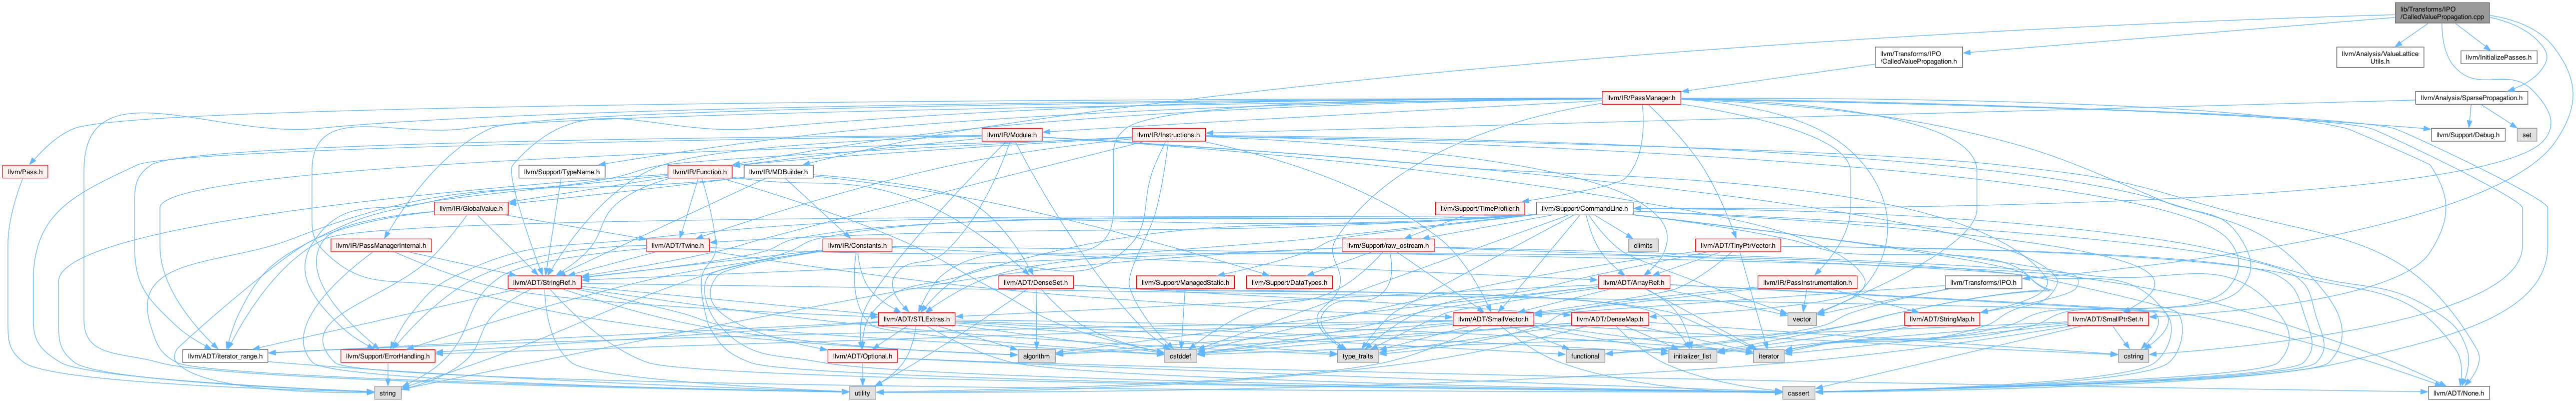 lib/Transforms/IPO
/CalledValuePropagation.cpp
llvm/Transforms/IPO
/CalledValuePropagation.h
llvm/Analysis/ValueLattice
Utils.h
llvm/InitializePasses.h
llvm/IR/PassManager.h
llvm/Analysis/SparsePropagation.h
llvm/IR/Module.h
llvm/IR/Instructions.h
llvm/Support/Debug.h
set
llvm/Pass.h
llvm/Support/TypeName.h
llvm/IR/Function.h
llvm/IR/MDBuilder.h
llvm/IR/GlobalValue.h
llvm/Support/TimeProfiler.h
llvm/Support/CommandLine.h
llvm/IR/PassManagerInternal.h
llvm/ADT/Twine.h
llvm/IR/Constants.h
llvm/Support/raw_ostream.h
climits
llvm/ADT/TinyPtrVector.h
llvm/ADT/StringRef.h
llvm/ADT/DenseSet.h
llvm/Support/ManagedStatic.h
llvm/Support/DataTypes.h
llvm/ADT/ArrayRef.h
llvm/IR/PassInstrumentation.h
llvm/Transforms/IPO.h
llvm/ADT/STLExtras.h
llvm/ADT/SmallVector.h
llvm/ADT/DenseMap.h
vector
llvm/ADT/StringMap.h
llvm/ADT/SmallPtrSet.h
llvm/ADT/iterator_range.h
llvm/Support/ErrorHandling.h
llvm/ADT/Optional.h
algorithm
cstddef
type_traits
functional
initializer_list
iterator
cstring
string
utility
cassert
llvm/ADT/None.h